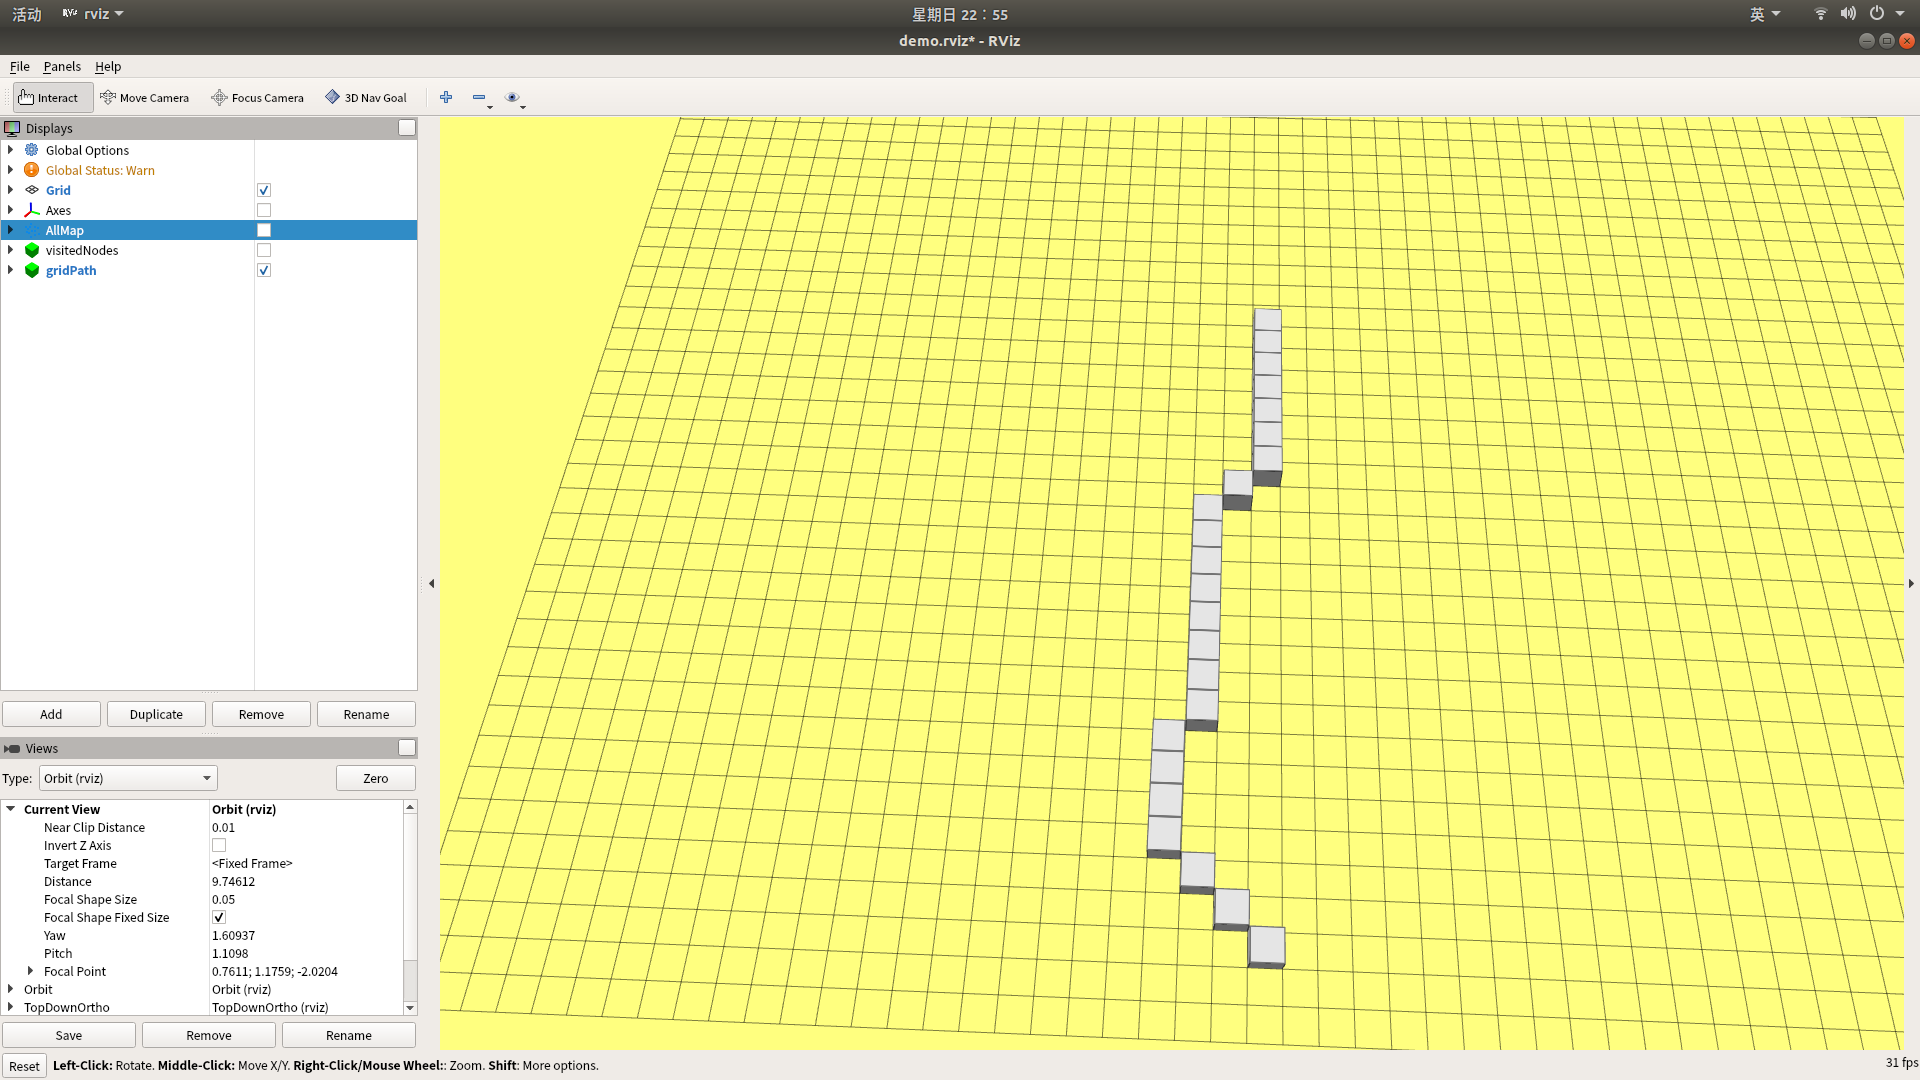 活动 rviz 星期日 22：55 英
demo.rviz* - RViz
File Panels Help
Interact Move Camera Focus Camera 3D Nav Goal
Displays
Global Options
Global Status: Warn
Grid
Axes
AllMap
visitedNodes
gridPath
Add Duplicate Remove Rename
Views
Type: Orbit (rviz) Zero
Current View Orbit (rviz)
Near Clip Distance 0.01
Invert Z Axis
Target Frame <Fixed Frame>
Distance 9.74612
Focal Shape Size 0.05
Focal Shape Fixed Size
Yaw 1.60937
Pitch 1.1098
Focal Point 0.7611; 1.1759; -2.0204
Orbit Orbit (rviz)
TopDownOrtho TopDownOrtho (rviz)
Save Remove Rename
Reset Left-Click: Rotate. Middle-Click: Move X/Y. Right-Click/Mouse Wheel:: Zoom. Shift: More options. 31 fps